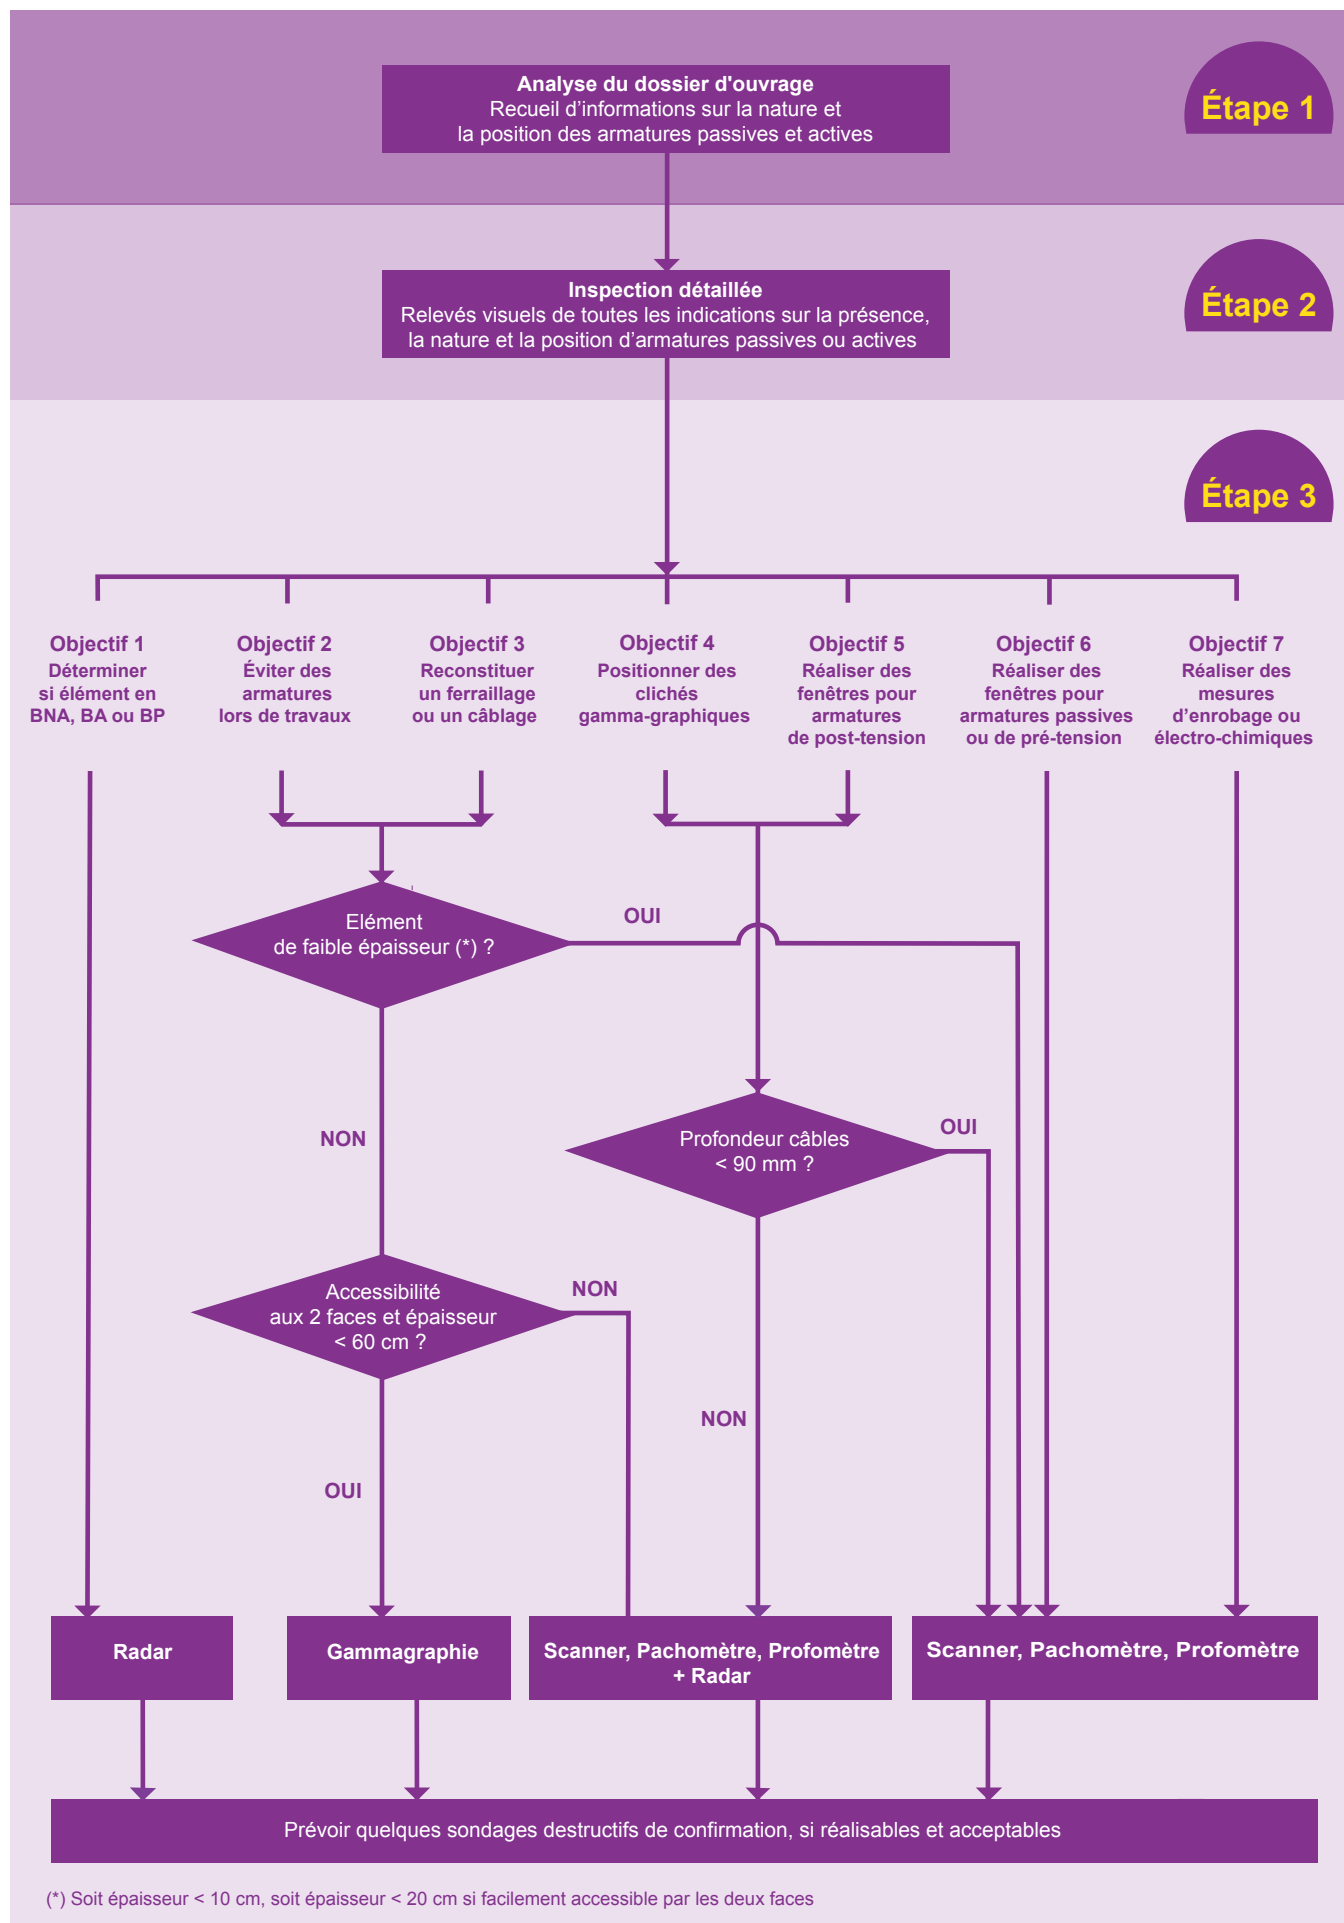 Analyse du dossier d'ouvrage
Recueil d’informations sur la nature et
la position des armatures passives et actives
Étape 1
Inspection détaillée
Relevés visuels de toutes les indications sur la présence,
la nature et la position d’armatures passives ou actives
Étape 2
Étape 3
Objectif 1
Déterminer
si élément en
BNA, BA ou BP
Objectif 2
Éviter des
armatures
lors de travaux
Objectif 3
Reconstituer
un ferraillage
ou un câblage
Objectif 4
Positionner des
clichés
gamma-graphiques
Objectif 5
Réaliser des
fenêtres pour
armatures
de post-tension
Objectif 6
Réaliser des
fenêtres pour
armatures passives
ou de pré-tension
Objectif 7
Réaliser des
mesures
d’enrobage ou
électro-chimiques
Elément
de faible épaisseur (*) ?
OUI
NON
Profondeur câbles
< 90 mm ?
OUI
Accessibilité
aux 2 faces et épaisseur
< 60 cm ?
NON
NON
OUI
Radar
Gammagraphie
Scanner, Pachomètre, Profomètre
+ Radar
Scanner, Pachomètre, Profomètre
Prévoir quelques sondages destructifs de confirmation, si réalisables et acceptables
(*) Soit épaisseur < 10 cm, soit épaisseur < 20 cm si facilement accessible par les deux faces